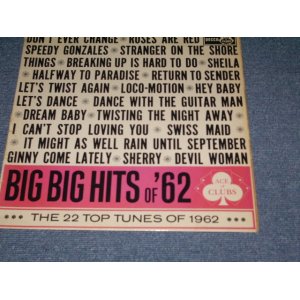 DON'T EVER CHANGE • ROSES ARE RED
SPEEDY GONZALES • STRANGER ON THE SHORE
THINGS • BREAKING UP IS HARD TO DO • SHEILA
HALFWAY TO PARADISE • RETURN TO SENDER
LET'S TWIST AGAIN • LOCO-MOTION • HEY BABY
LET'S DANCE • DANCE WITH THE GUITAR MAN
DREAM BABY • TWISTING THE NIGHT AWAY
I CAN'T STOP LOVING YOU • SWISS MAID
IT MIGHT AS WELL RAIN UNTIL SEPTEMBER
GINNY COME LATELY • SHERRY • DEVIL WOMAN
BIG BIG HITS OF '62
ACE OF CLUBS
THE 22 TOP TUNES OF 1962